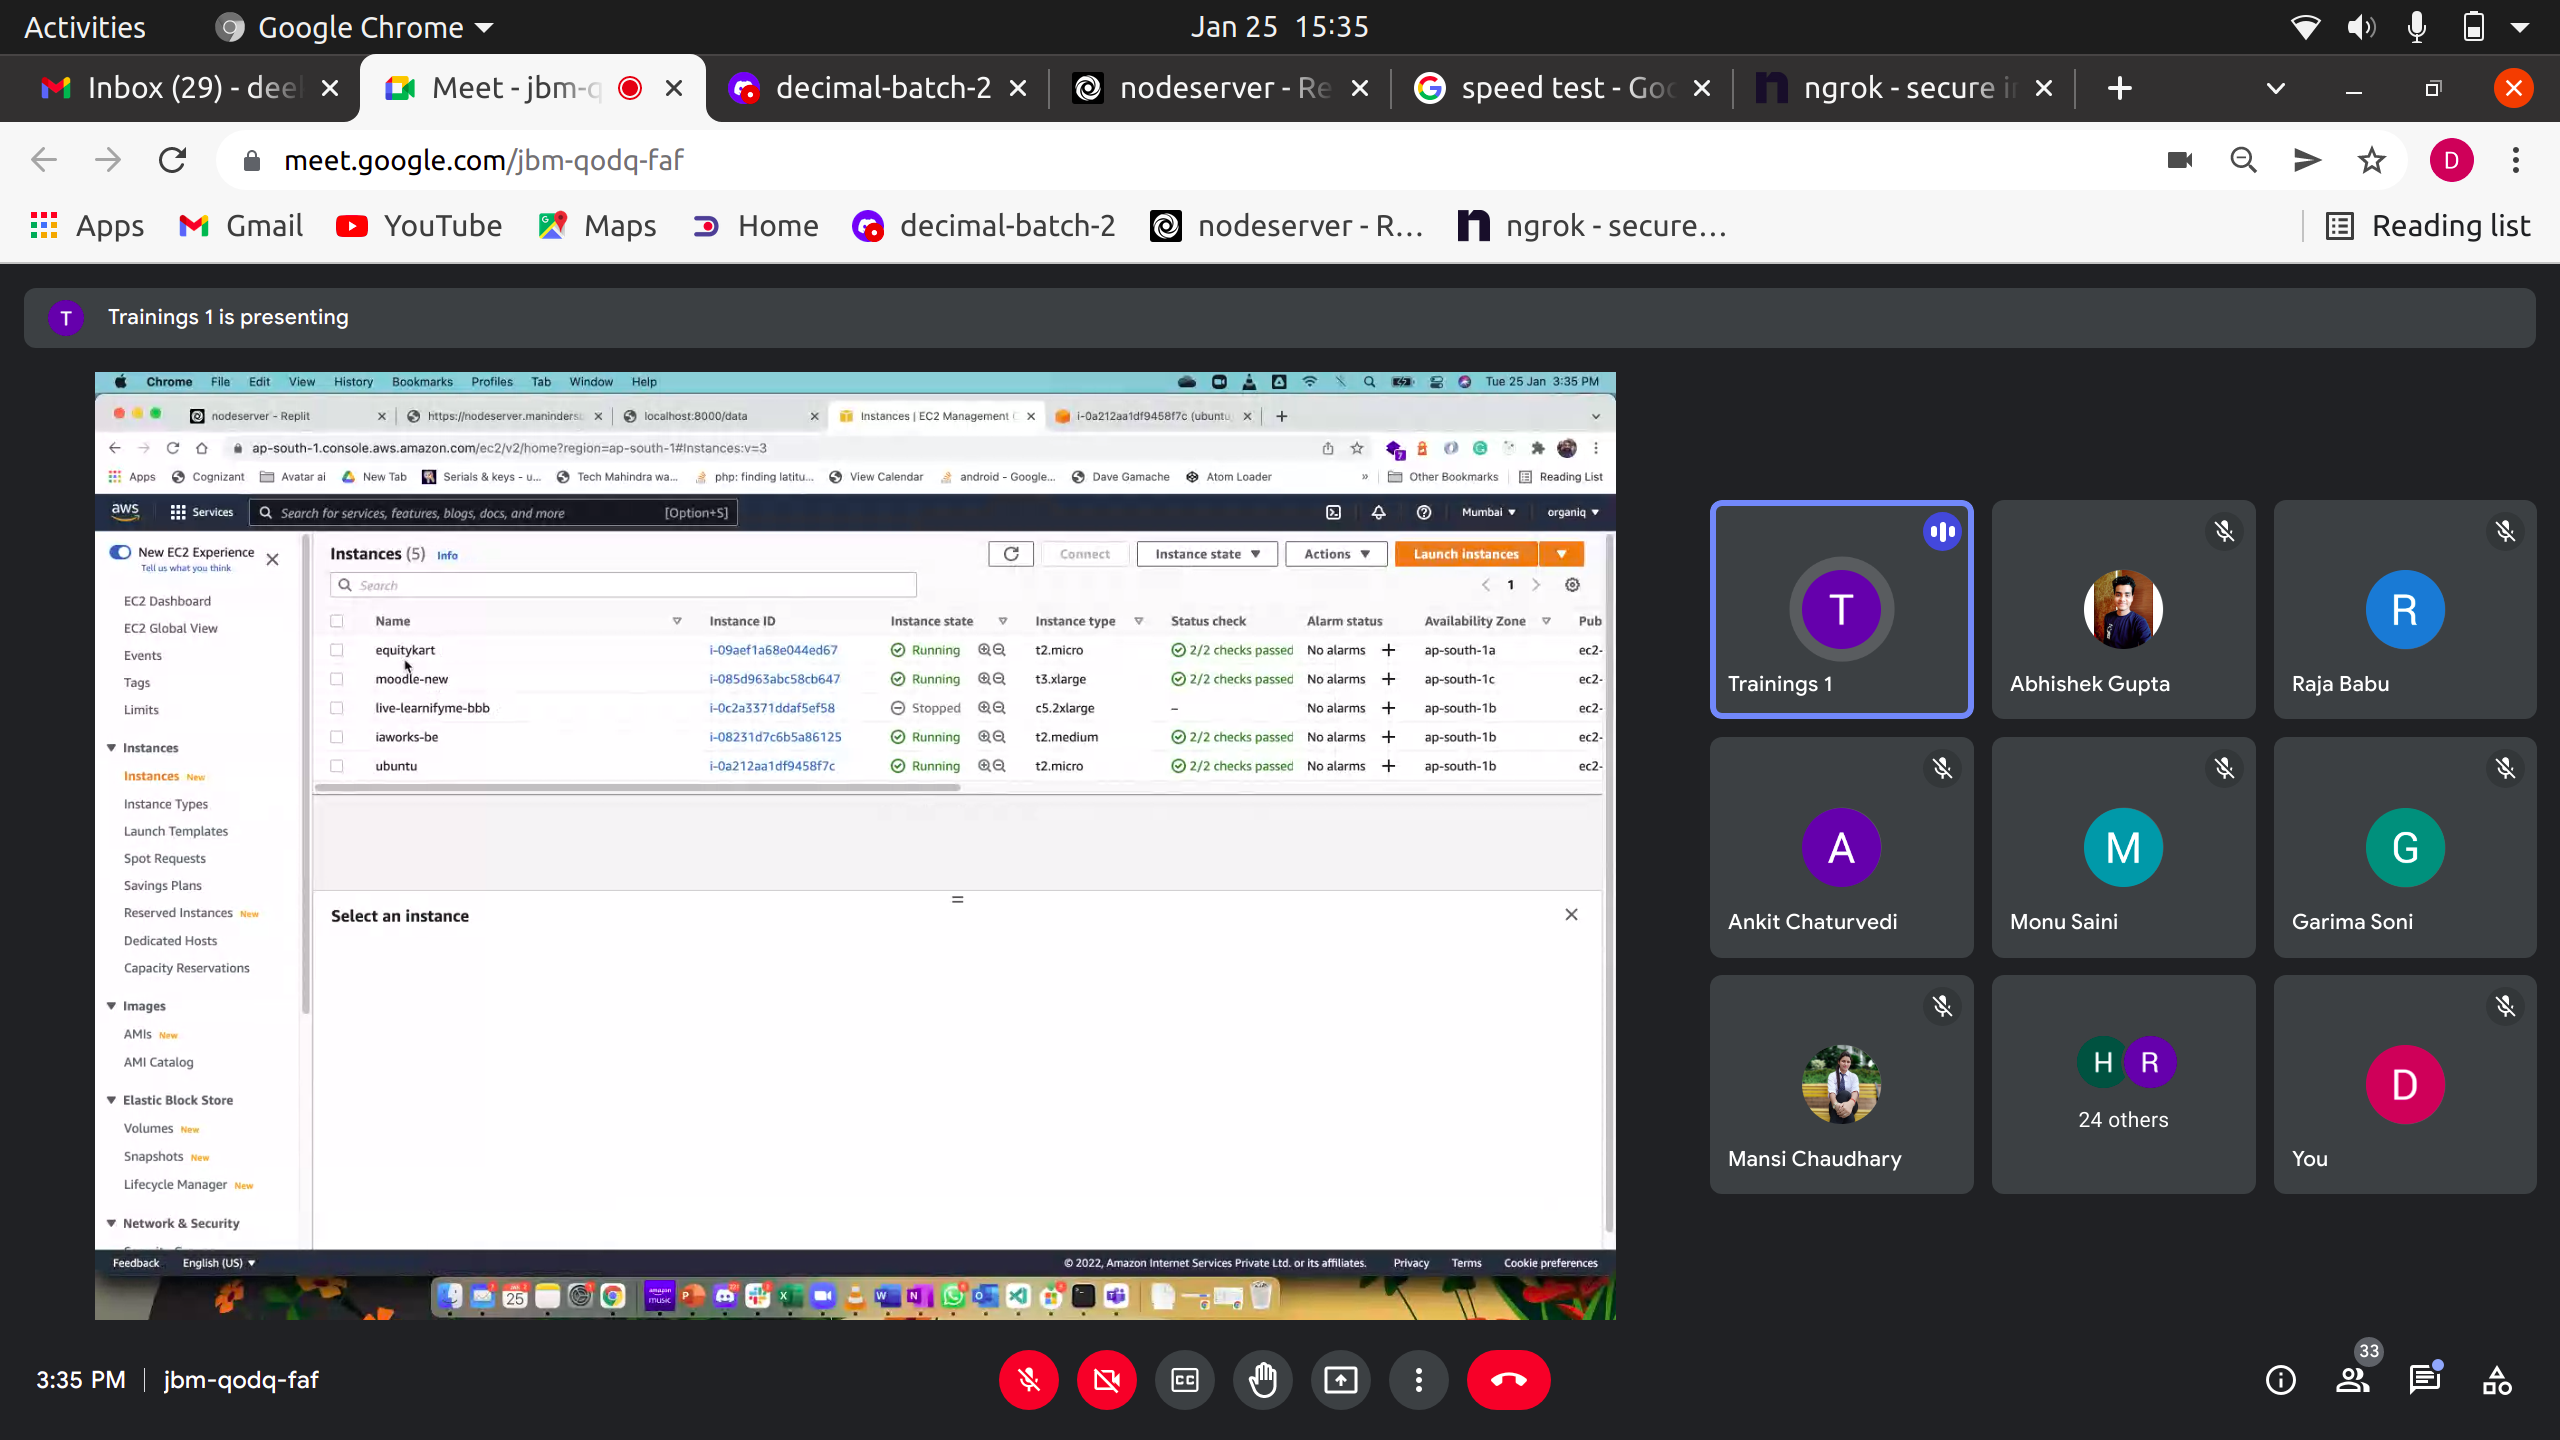 Activities
Google Chrome
Jan 25 15:35
Inbox (29) - dee
Meet - jbm-q
decimal-batch-2
nodeserver - Re
speed test - Goo
ngrok - secure i
meet.google.com/jbm-qodq-faf
D
Apps
Gmail
YouTube
Maps
Home
decimal-batch-2
nodeserver - R...
ngrok - secure...
Reading list
T
Trainings 1 is presenting
Chrome File Edit View History Bookmarks Profiles Tab Window Help
Tue 25 Jan 3:35 PM
nodeserver - Replit
https://nodeserver.maninders
localhost:8000/data
Instances | EC2 Management C
i-0a212aa1df9458f7c (ubuntu
ap-south-1.console.aws.amazon.com/ec2/v2/home?region=ap-south-1#Instances:v=3
Apps Cognizant Avatar ai New Tab Serials & keys - u... Tech Mahindra wa... php: finding latitu... View Calendar android - Google... Dave Gamache Atom Loader » Other Bookmarks Reading List
aws Services Search for services, features, blogs, docs, and more [Option+S] Mumbai organiq
New EC2 Experience
Tell us what you think
EC2 Dashboard
EC2 Global View
Events
Tags
Limits
Instances
Instances New
Instance Types
Launch Templates
Spot Requests
Savings Plans
Reserved Instances New
Dedicated Hosts
Capacity Reservations
Images
AMIs New
AMI Catalog
Elastic Block Store
Volumes New
Snapshots New
Lifecycle Manager New
Network & Security
Instances (5) Info
Connect Instance state Actions Launch instances
Search
1
Name Instance ID Instance state Instance type Status check Alarm status Availability Zone Pub
equitykart i-09aef1a68e044ed67 Running t2.micro 2/2 checks passed No alarms + ap-south-1a ec2-
moodle-new i-085d963abc58cb647 Running t3.xlarge 2/2 checks passed No alarms + ap-south-1c ec2-
live-learnifyme-bbb i-0c2a3371ddaf5ef58 Stopped c5.2xlarge – No alarms + ap-south-1b ec2-
iaworks-be i-08231d7c6b5a86125 Running t2.medium 2/2 checks passed No alarms + ap-south-1b ec2-
ubuntu i-0a212aa1df9458f7c Running t2.micro 2/2 checks passed No alarms + ap-south-1b ec2-
Select an instance
Feedback English (US)
© 2022, Amazon Internet Services Private Ltd. or its affiliates. Privacy Terms Cookie preferences
25
amazon music
T
Trainings 1
Abhishek Gupta
R
Raja Babu
A
Ankit Chaturvedi
M
Monu Saini
G
Garima Soni
Mansi Chaudhary
H R
24 others
D
You
3:35 PM | jbm-qodq-faf
CC
33